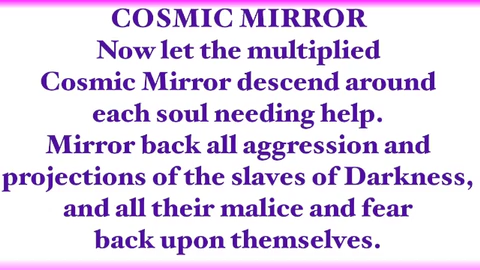 COSMIC MIRROR
Now let the multiplied
Cosmic Mirror descend around
each soul needing help.
Mirror back all aggression and
projections of the slaves of Darkness,
and all their malice and fear
back upon themselves.